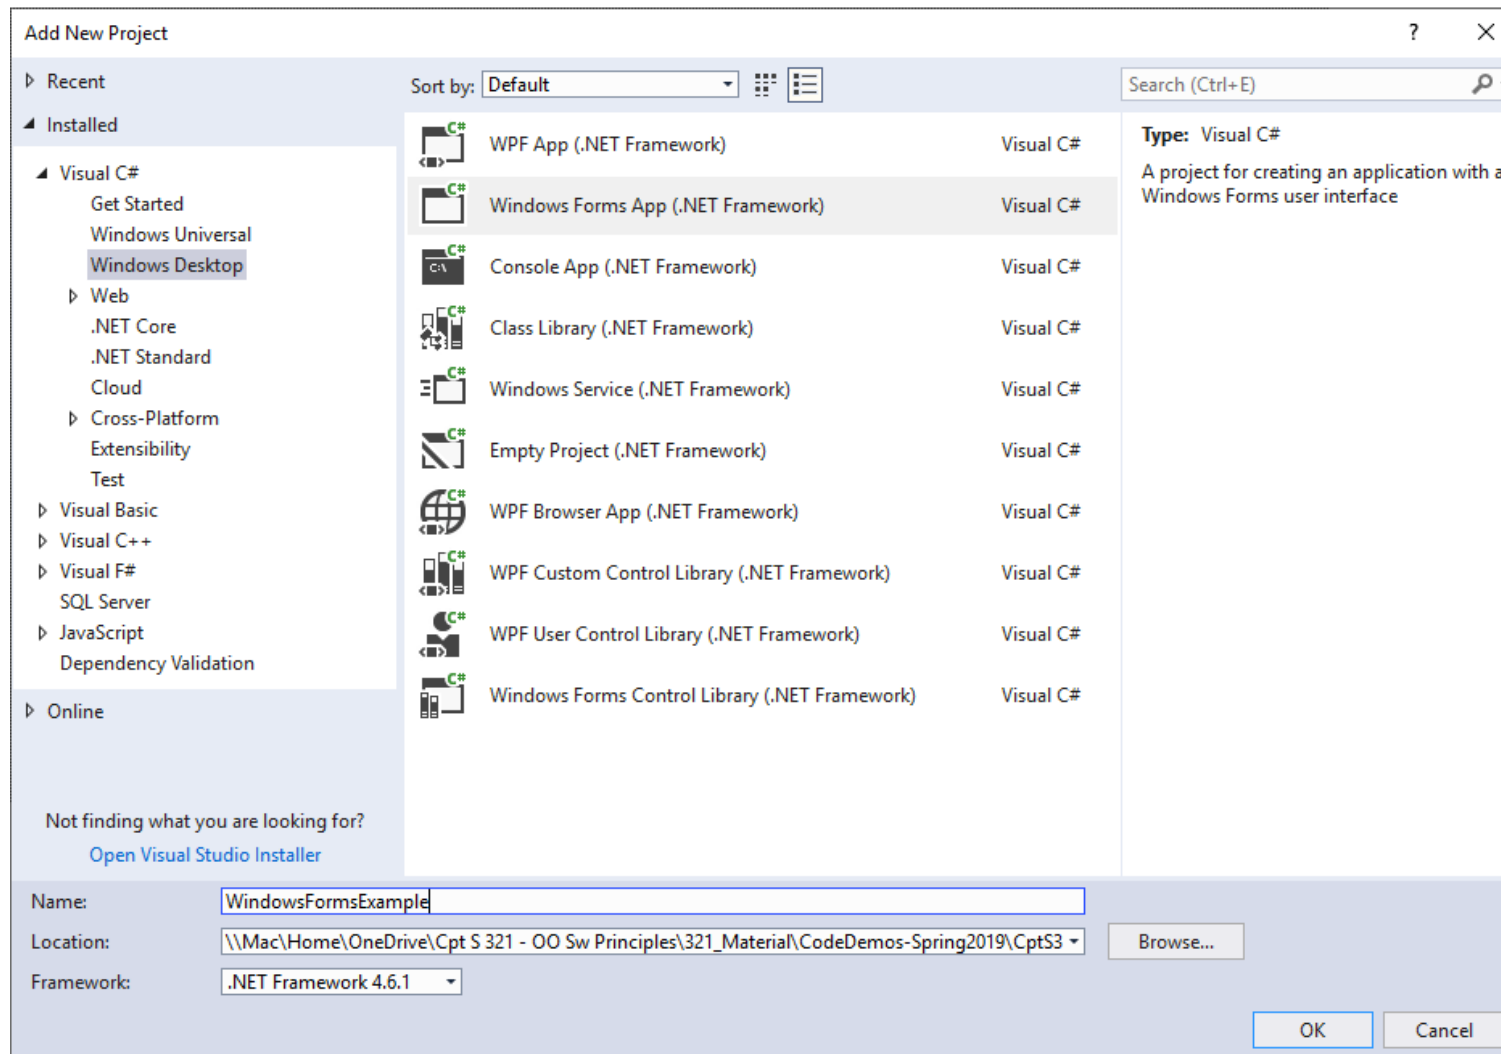 Add New Project
?
Recent
Installed
Visual C#
Get Started
Windows Universal
Windows Desktop
Web
.NET Core
.NET Standard
Cloud
Cross-Platform
Extensibility
Test
Visual Basic
Visual C++
Visual F#
SQL Server
JavaScript
Dependency Validation
Online
Not finding what you are looking for?
Open Visual Studio Installer
Sort by: Default
WPF App (.NET Framework) Visual C#
Windows Forms App (.NET Framework) Visual C#
Console App (.NET Framework) Visual C#
Class Library (.NET Framework) Visual C#
Windows Service (.NET Framework) Visual C#
Empty Project (.NET Framework) Visual C#
WPF Browser App (.NET Framework) Visual C#
WPF Custom Control Library (.NET Framework) Visual C#
WPF User Control Library (.NET Framework) Visual C#
Windows Forms Control Library (.NET Framework) Visual C#
Search (Ctrl+E)
Type: Visual C#
A project for creating an application with a
Windows Forms user interface
Name: WindowsFormsExample
Location: \\Mac\Home\OneDrive\Cpt S 321 - OO Sw Principles\321_Material\CodeDemos-Spring2019\CptS3 Browse...
Framework: .NET Framework 4.6.1
OK Cancel